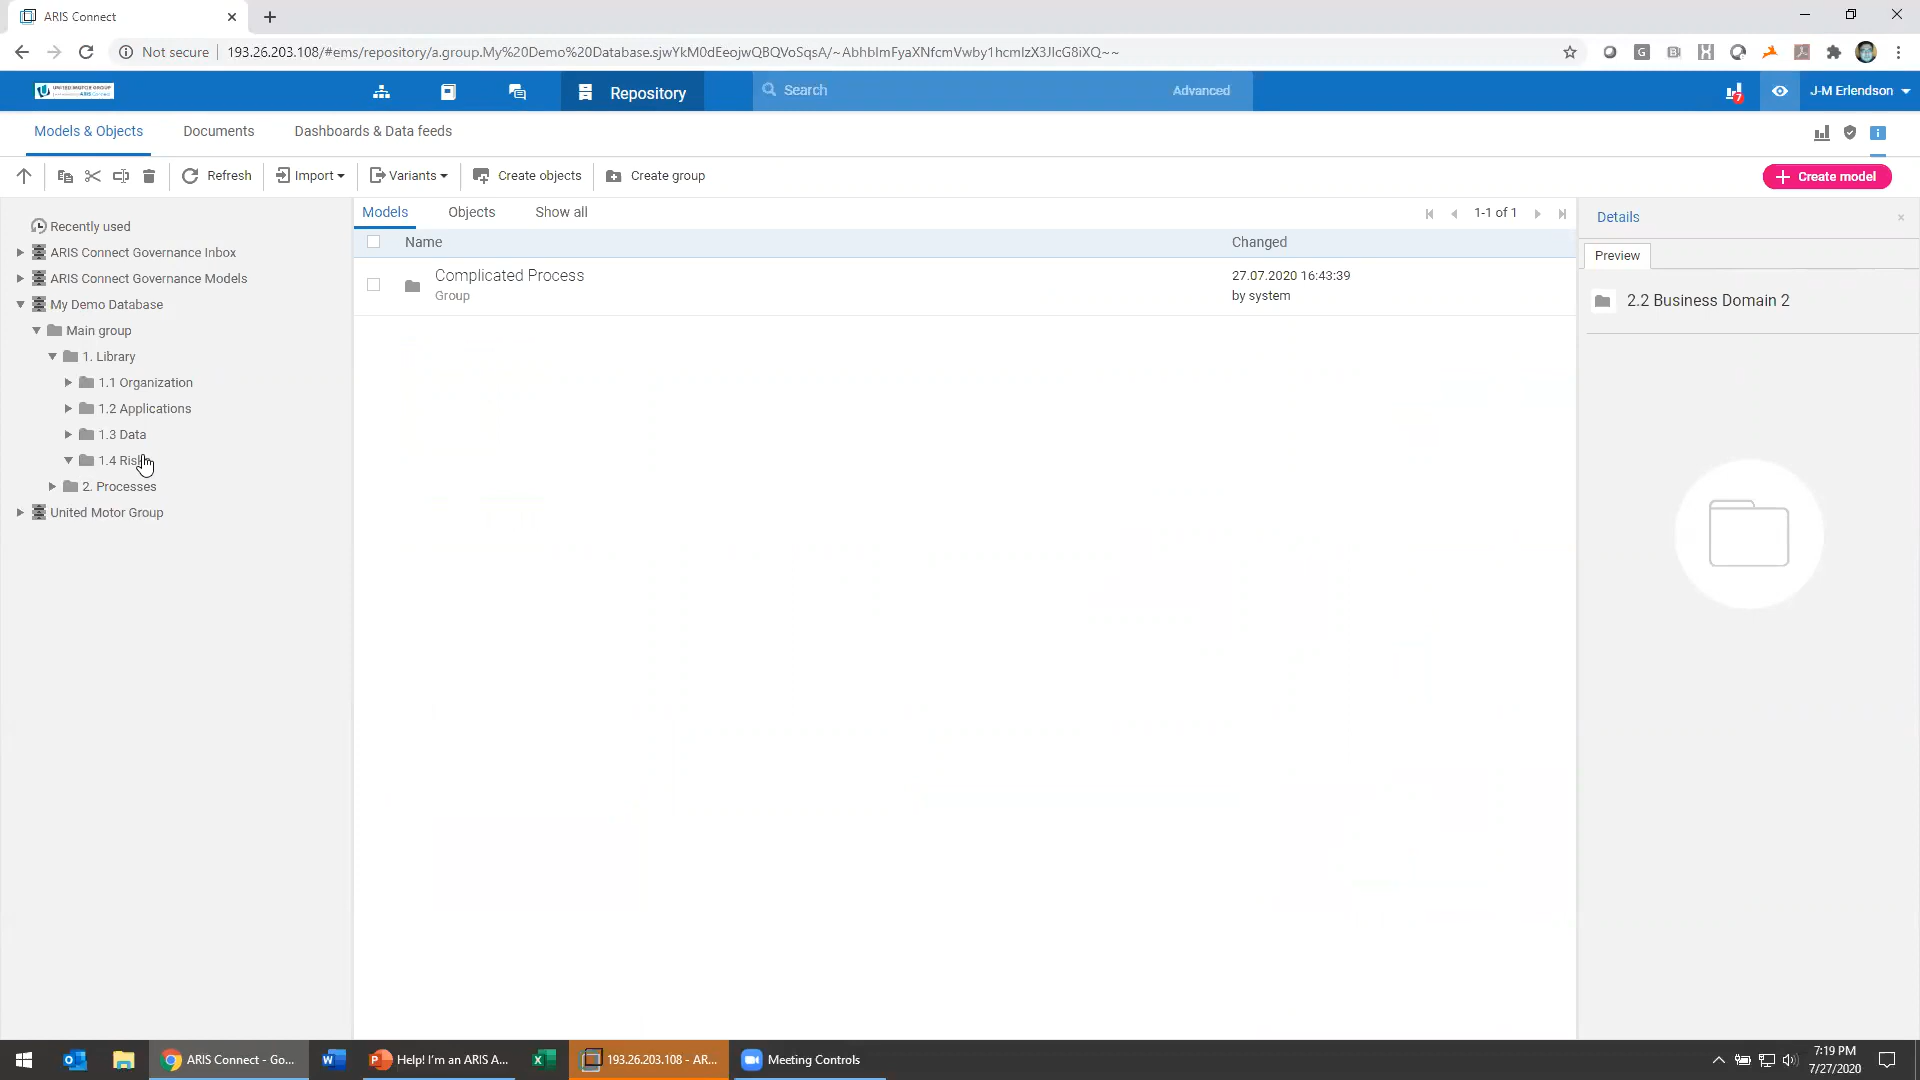 ARIS Connect
Not secure 193.26.203.108/#ems/repository/a.group.My%20Demo%20Database.sjwYkM0dEeojwQBQVoSqsA/~AbhbImFyaXNfcmVwby1hcmlzX3JlcG8iXQ~~
UNITED MOTOR GROUP
Repository
Search
Advanced
7
J-M Erlendson
Models & Objects
Documents
Dashboards & Data feeds
Refresh
Import
Variants
Create objects
Create group
Create model
Recently used
ARIS Connect Governance Inbox
ARIS Connect Governance Models
My Demo Database
Main group
1. Library
1.1 Organization
1.2 Applications
1.3 Data
1.4 Ris
2. Processes
United Motor Group
Models
Objects
Show all
1-1 of 1
Name
Changed
Complicated Process
Group
27.07.2020 16:43:39
by system
Details
Preview
2.2 Business Domain 2
ARIS Connect - Go...
Help! I'm an ARIS A...
193.26.203.108 - AR...
Meeting Controls
7:19 PM
7/27/2020